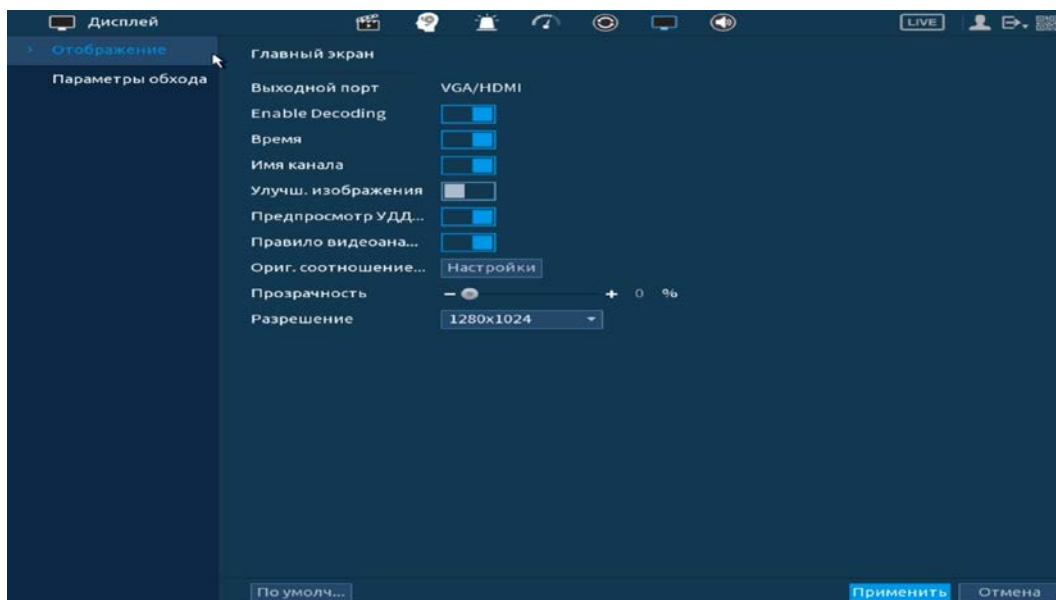 Дисплей
LIVE
Отображение
Параметры обхода
Главный экран
Выходной порт VGA/HDMI
Enable Decoding
Время
Имя канала
Улучш. изображения
Предпросмотр УДД...
Правило видеоана...
Ориг. соотношение... Настройки
Прозрачность − + 0 %
Разрешение 1280x1024
По умолч... Применить Отмена